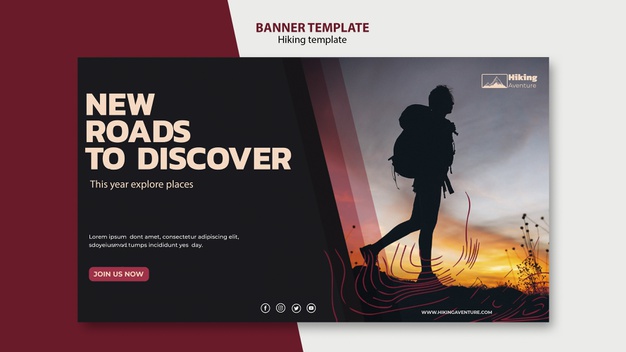 BANNER TEMPLATE
Hiking template
NEW
ROADS
TO DISCOVER
This year explore places
Lorem ipsum dolor amet, consectetur adipiscing elit,
sdoyeiusmod tumps incididunt yes day.
JOIN US NOW
Hiking
Aventure
WWW.HIKINGAVENTURE.COM